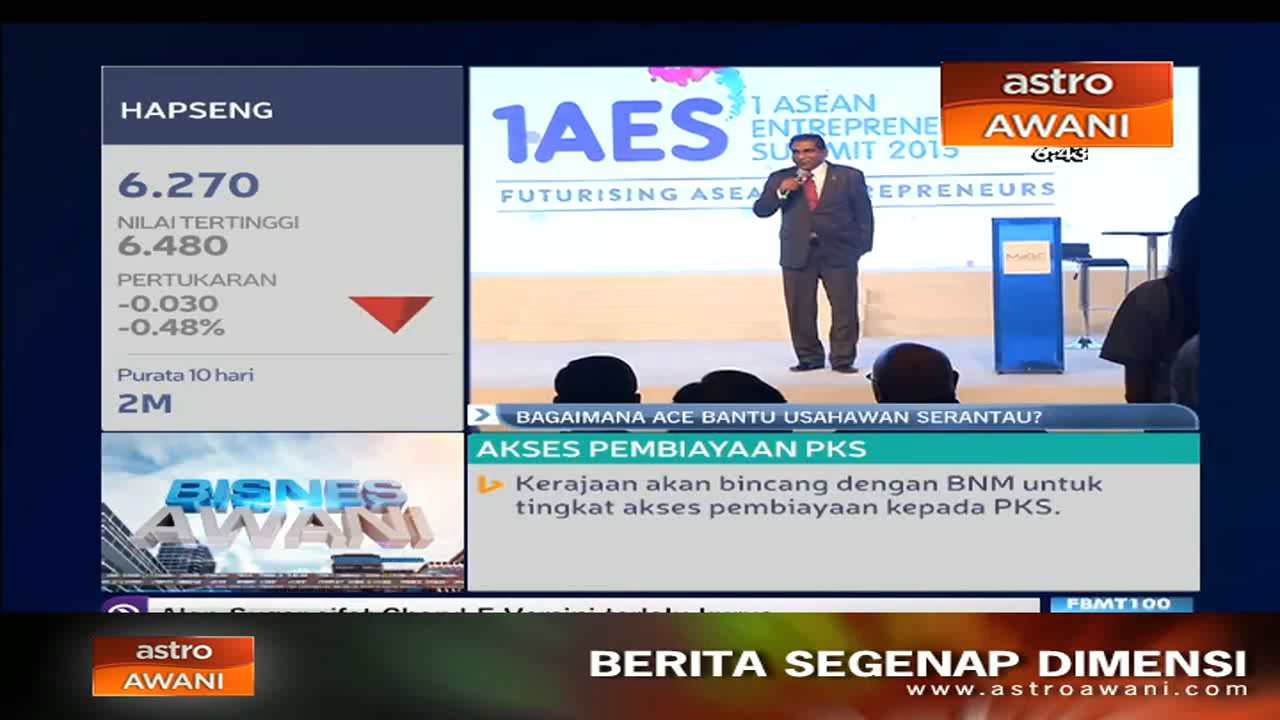 HAPSENG
6.270
NILAI TERTINGGI
6.480
PERTUKARAN
-0.030
-0.48%
Purata 10 hari
2M
1AES
1 ASEAN
ENTREPRENE
SUMMIT 2015
FUTURISING ASEA
REPRENEURS
astro
AWANI
6:43
BAGAIMANA ACE BANTU USAHAWAN SERANTAU?
AKSES PEMBIAYAAN PKS
Kerajaan akan bincang dengan BNM untuk
tingkat akses pembiayaan kepada PKS.
BISNES
AWANI
FBMT100
astro
AWANI
BERITA SEGENAP DIMENSI
www.astroawani.com